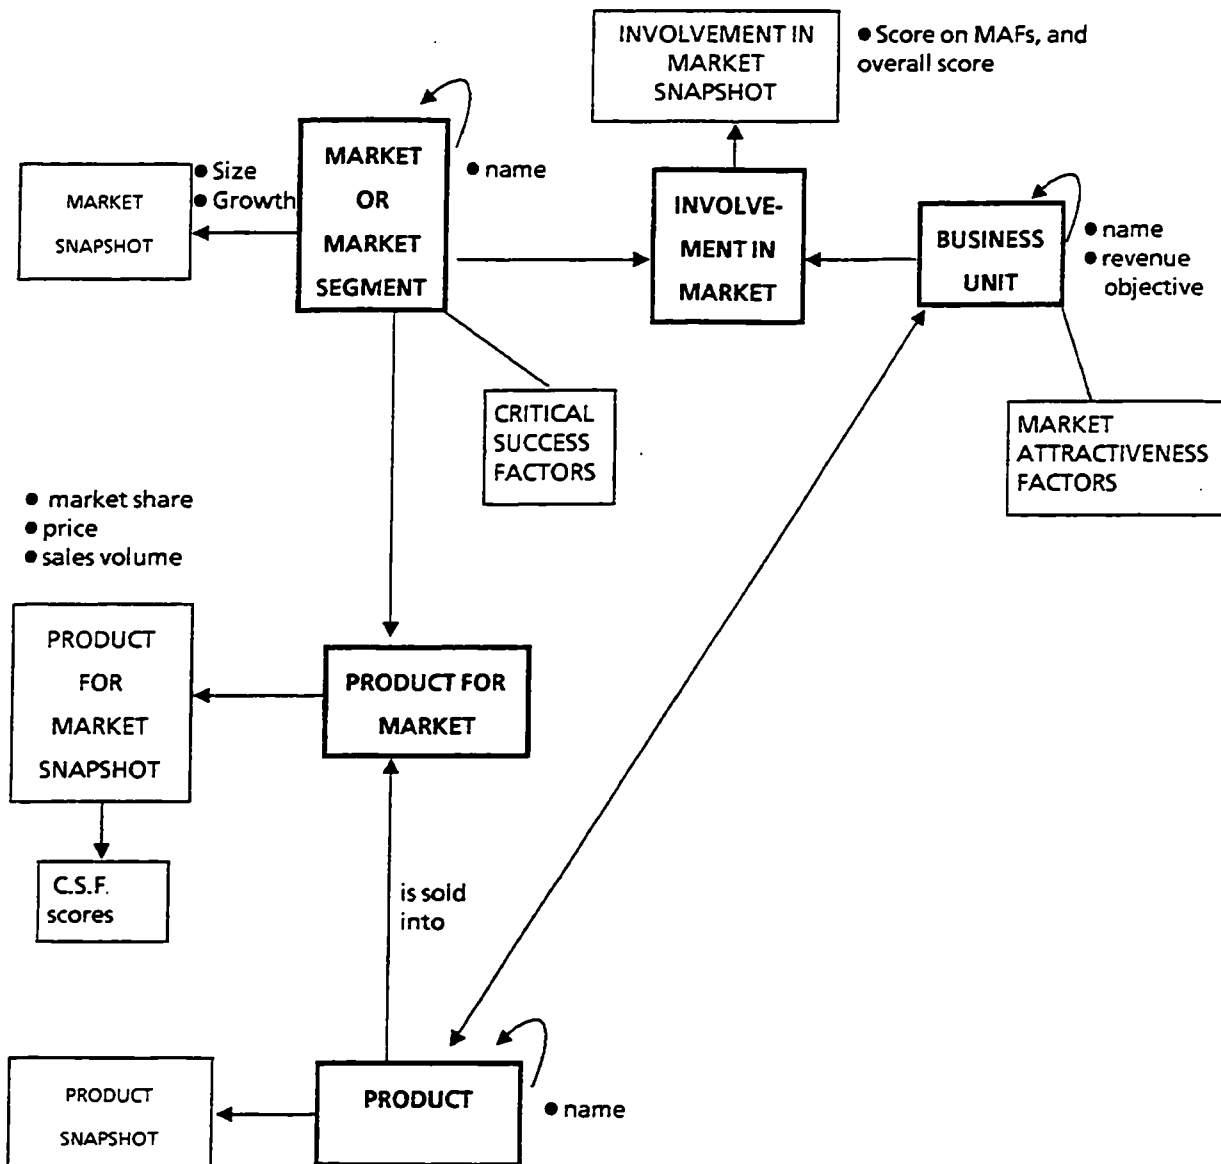 INVOLVEMENT IN
MARKET
SNAPSHOT
● Score on MAFs, and
overall score
MARKET
SNAPSHOT
● Size
● Growth
MARKET
OR
MARKET
SEGMENT
● name
INVOLVE-
MENT IN
MARKET
BUSINESS
UNIT
● name
● revenue
objective
CRITICAL
SUCCESS
FACTORS
MARKET
ATTRACTIVENESS
FACTORS
● market share
● price
● sales volume
PRODUCT
FOR
MARKET
SNAPSHOT
PRODUCT FOR
MARKET
C.S.F.
scores
is sold
into
PRODUCT
SNAPSHOT
PRODUCT
● name